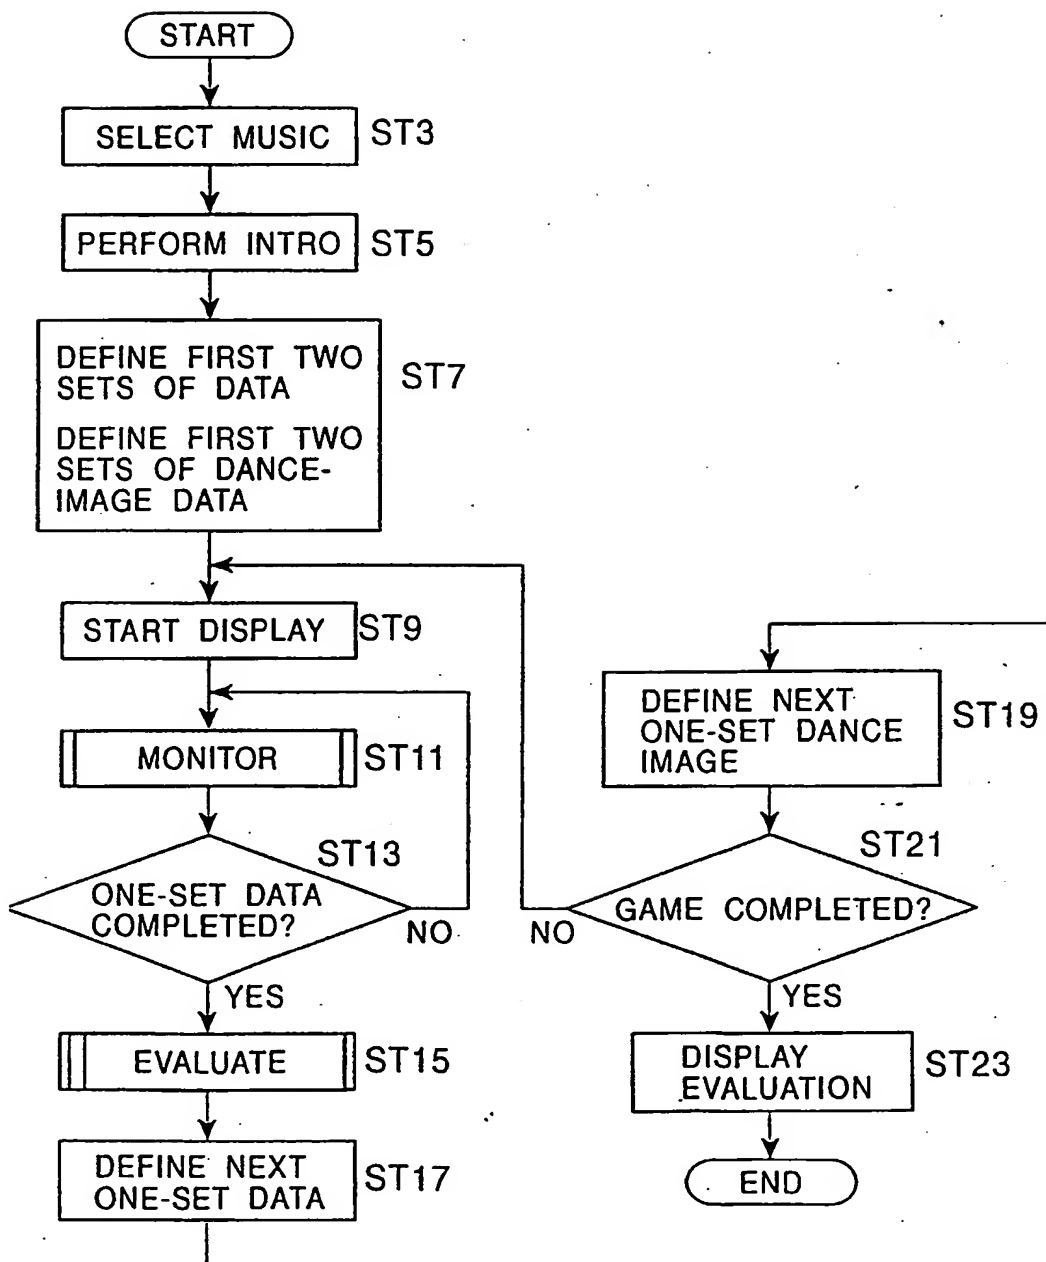 START
SELECT MUSIC
ST3
PERFORM INTRO
ST5
DEFINE FIRST TWO
SETS OF DATA
DEFINE FIRST TWO
SETS OF DANCE-
IMAGE DATA
ST7
START DISPLAY
ST9
MONITOR
ST11
ST13
ONE-SET DATA
COMPLETED?
NO
YES
EVALUATE
ST15
DEFINE NEXT
ONE-SET DATA
ST17
DEFINE NEXT
ONE-SET DANCE
IMAGE
ST19
ST21
GAME COMPLETED?
NO
YES
DISPLAY
EVALUATION
ST23
END